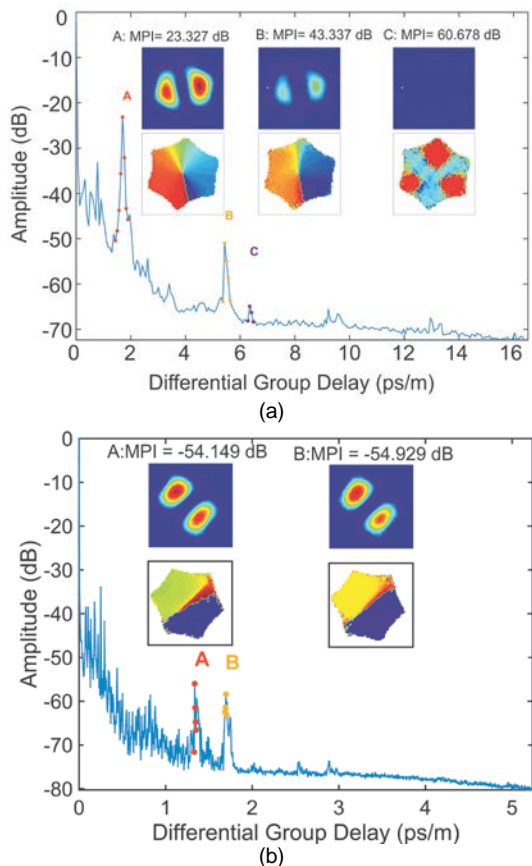 A: MPI= 23.327 dB B: MPI= 43.337 dB C: MPI= 60.678 dB
0
-10
-20
-30
-40
-50
-60
-70
Amplitude (dB)
A
B
C
0 2 4 6 8 10 12 14 16
Differential Group Delay (ps/m)
(a)
A:MPI = -54.149 dB B:MPI = -54.929 dB
0
-10
-20
-30
-40
-50
-60
-70
-80
Amplitude (dB)
A B
0 1 2 3 4 5
Differential Group Delay (ps/m)
(b)